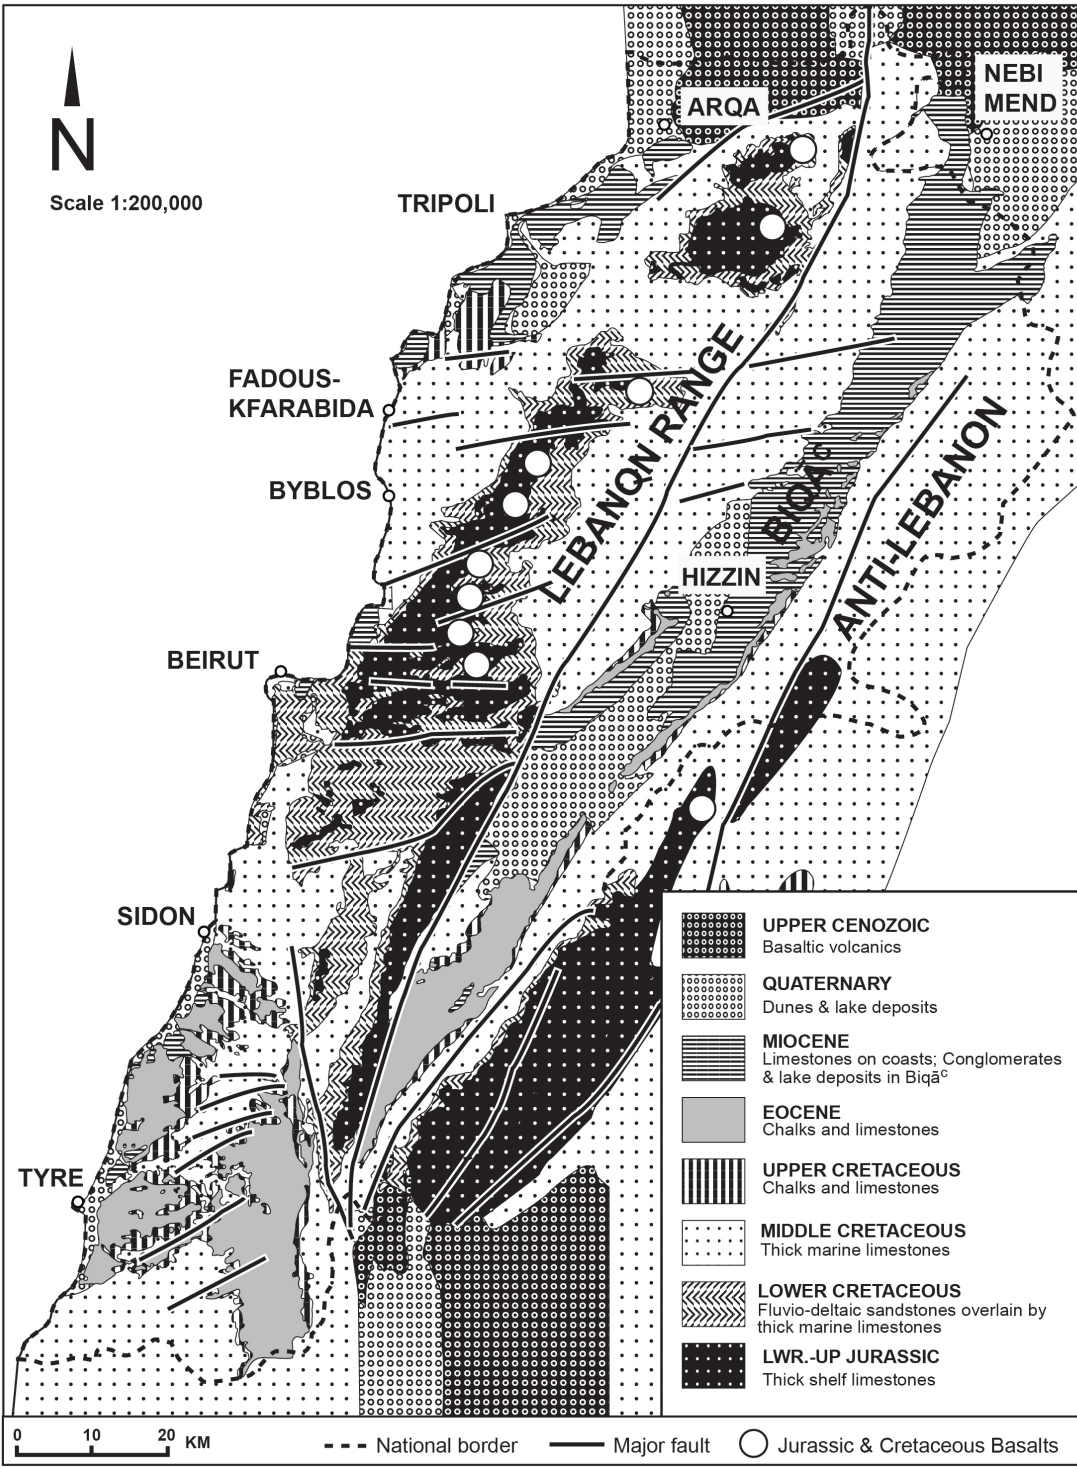 NEBI
MEND
ARQA
N
Scale 1:200,000
TRIPOLI
FADOUS-
KFARABIDA
LEBANON RANGE
BIQĀᶜ
ANTI-LEBANON
BYBLOS
HIZZIN
BEIRUT
SIDON
TYRE
UPPER CENOZOIC
Basaltic volcanics
QUATERNARY
Dunes & lake deposits
MIOCENE
Limestones on coasts; Conglomerates
& lake deposits in Biqāᶜ
EOCENE
Chalks and limestones
UPPER CRETACEOUS
Chalks and limestones
MIDDLE CRETACEOUS
Thick marine limestones
LOWER CRETACEOUS
Fluvio-deltaic sandstones overlain by
thick marine limestones
LWR.-UP JURASSIC
Thick shelf limestones
0 10 20 KM
National border
Major fault
Jurassic & Cretaceous Basalts